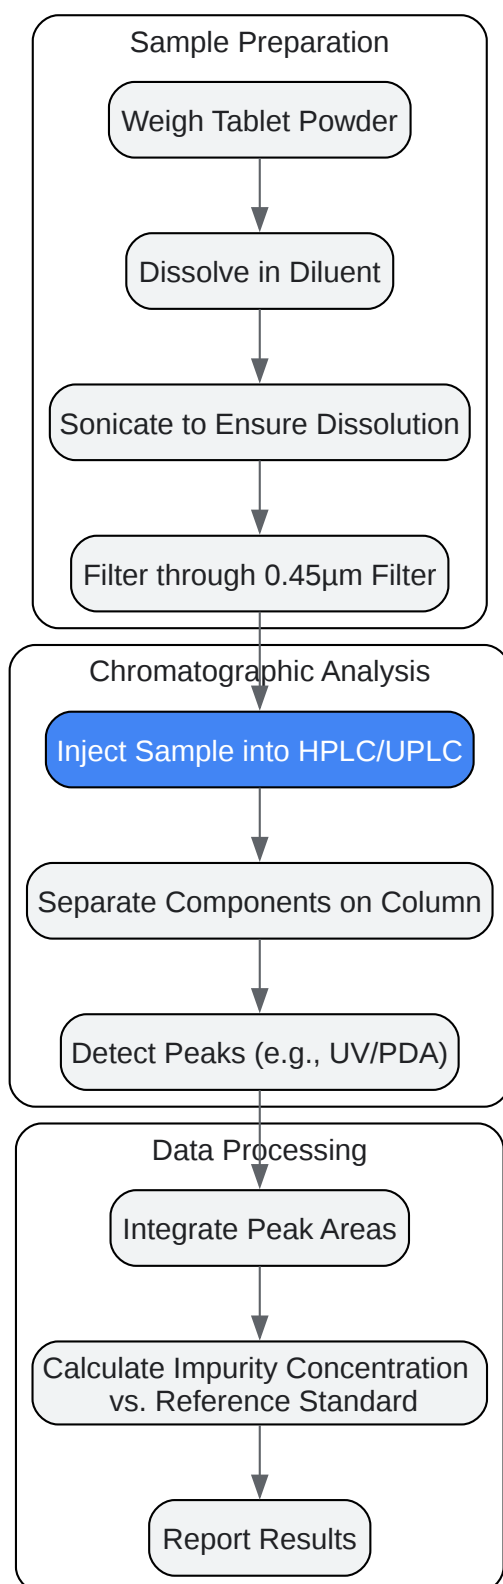 Sample Preparation
Weigh Tablet Powder
Dissolve in Diluent
Sonicate to Ensure Dissolution
Filter through 0.45µm Filter
Chromatographic Analysis
Inject Sample into HPLC/UPLC
Separate Components on Column
Detect Peaks (e.g., UV/PDA)
Data Processing
Integrate Peak Areas
Calculate Impurity Concentration
vs. Reference Standard
Report Results